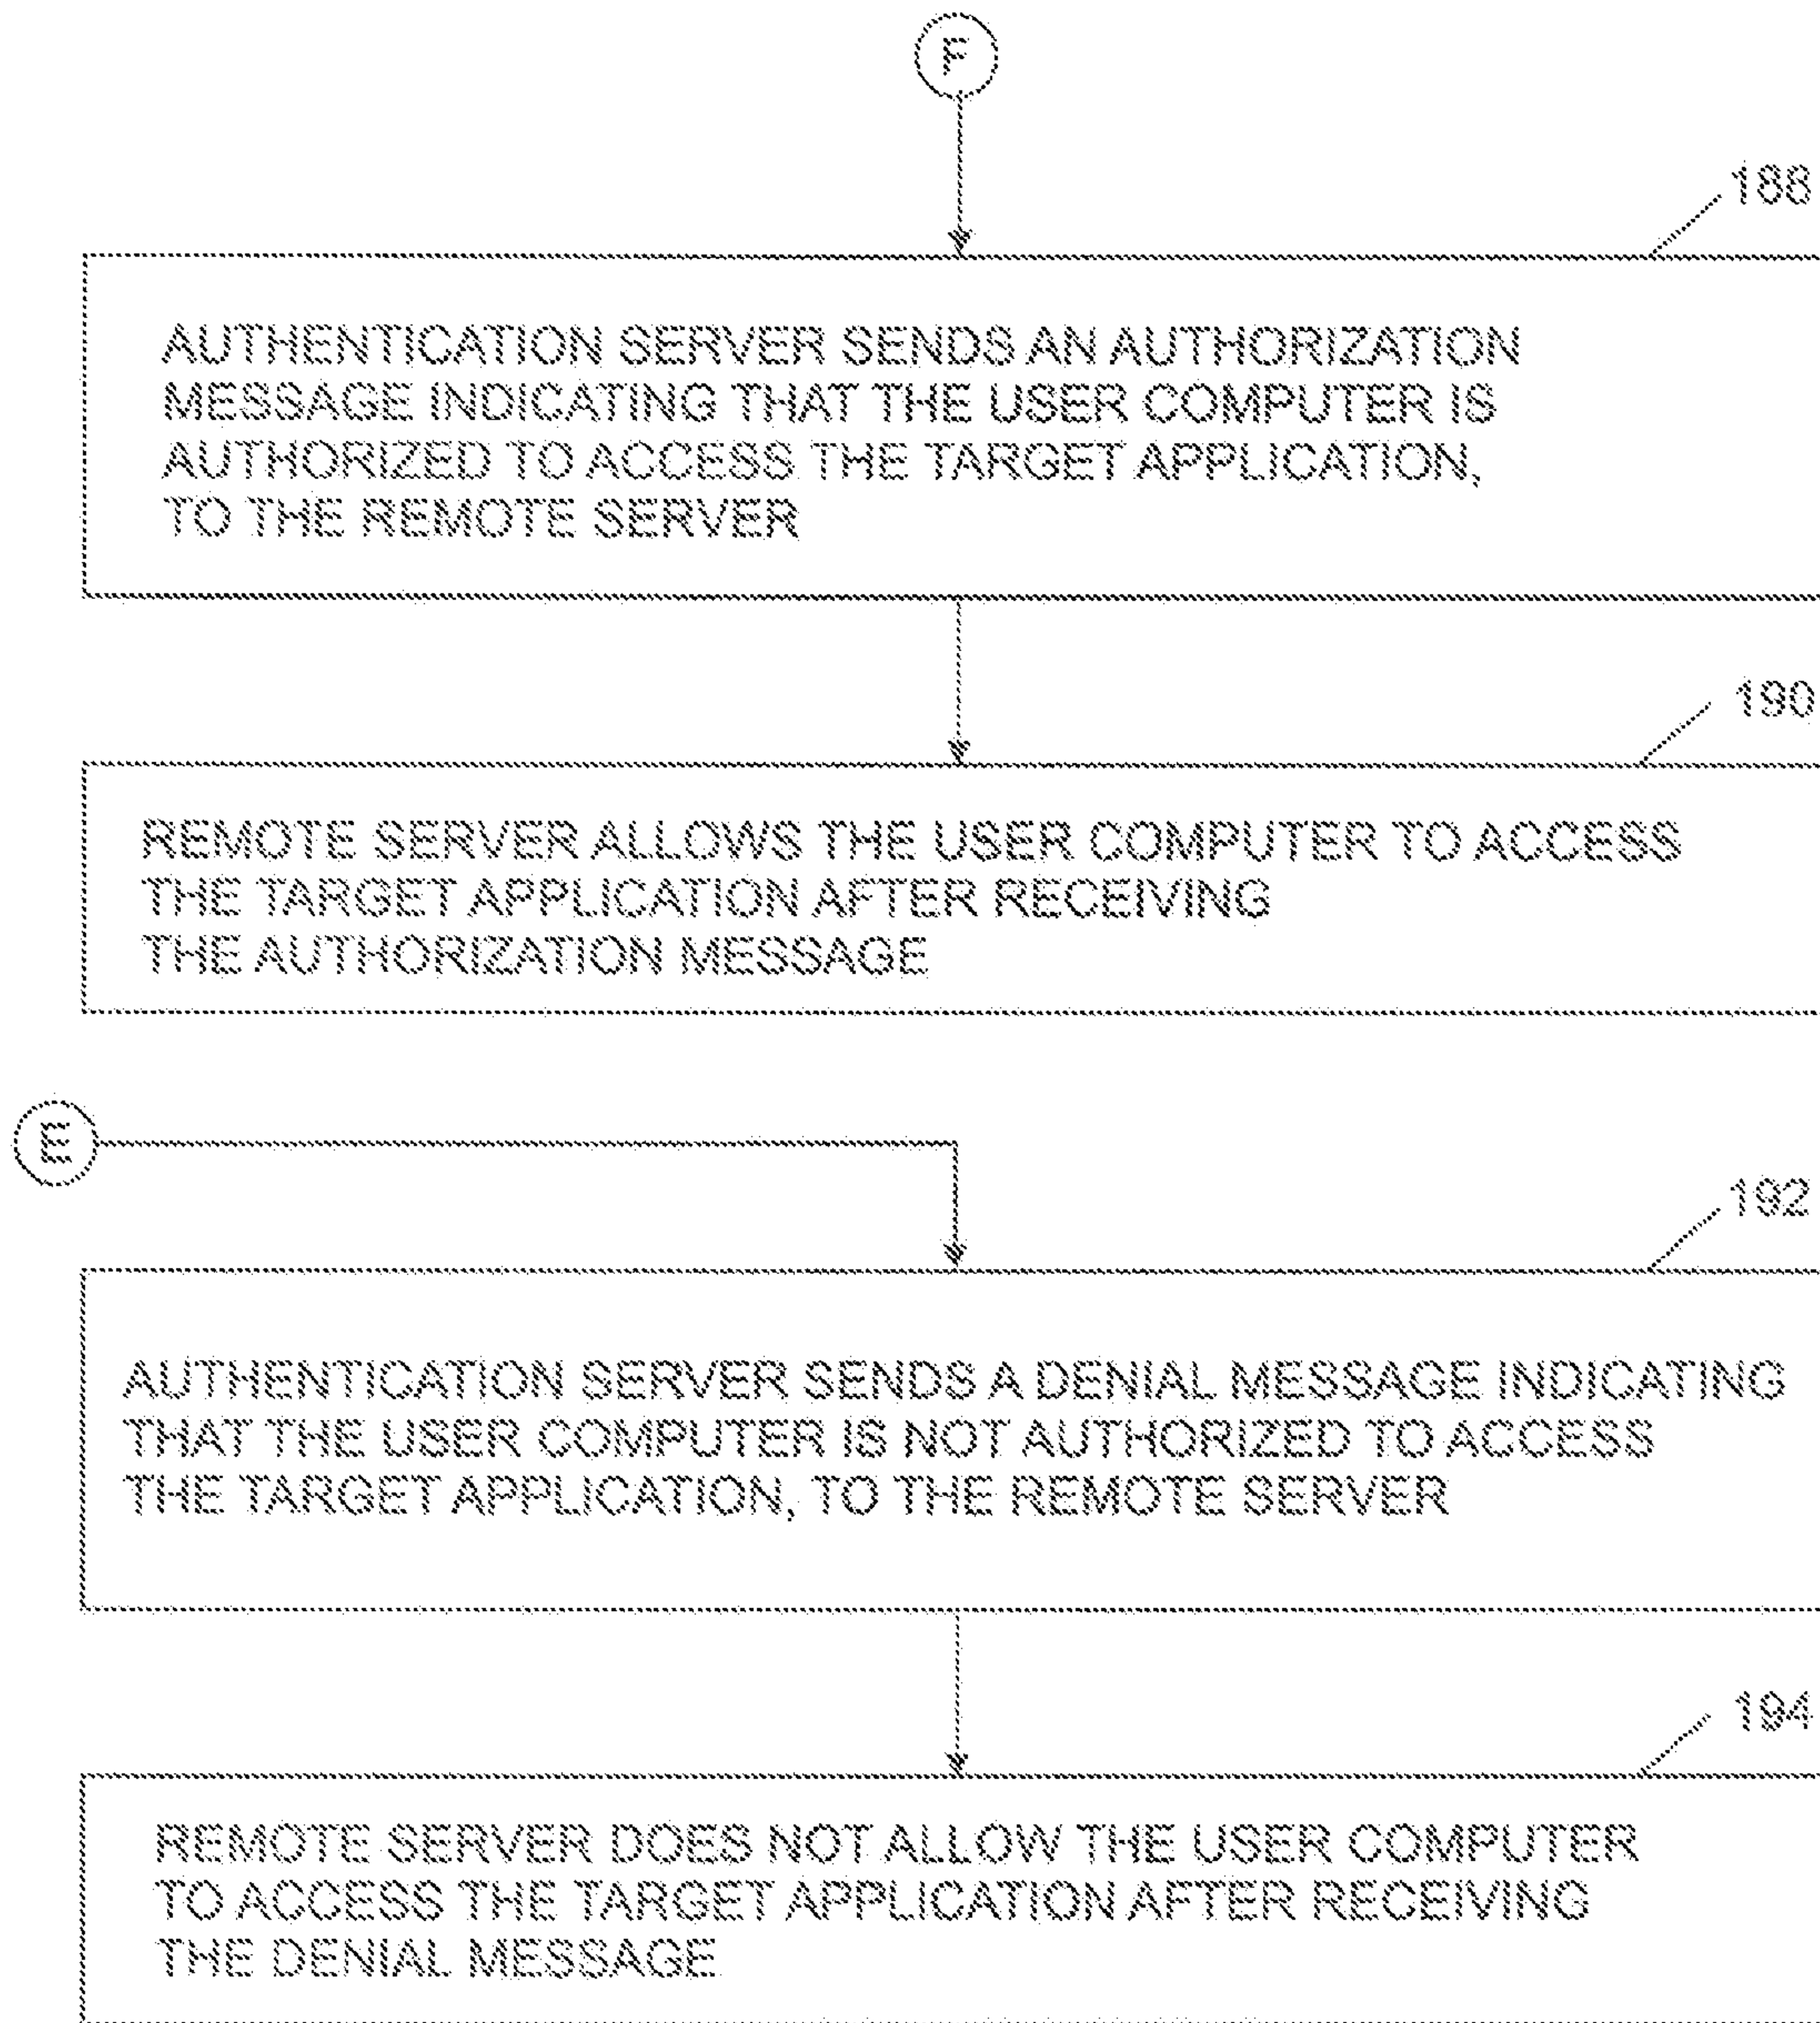 F
188
AUTHENTICATION SERVER SENDS AN AUTHORIZATION
MESSAGE INDICATING THAT THE USER COMPUTER IS
AUTHORIZED TO ACCESS THE TARGET APPLICATION,
TO THE REMOTE SERVER
190
REMOTE SERVER ALLOWS THE USER COMPUTER TO ACCESS
THE TARGET APPLICATION AFTER RECEIVING
THE AUTHORIZATION MESSAGE
E
192
AUTHENTICATION SERVER SENDS A DENIAL MESSAGE INDICATING
THAT THE USER COMPUTER IS NOT AUTHORIZED TO ACCESS
THE TARGET APPLICATION, TO THE REMOTE SERVER
194
REMOTE SERVER DOES NOT ALLOW THE USER COMPUTER
TO ACCESS THE TARGET APPLICATION AFTER RECEIVING
THE DENIAL MESSAGE